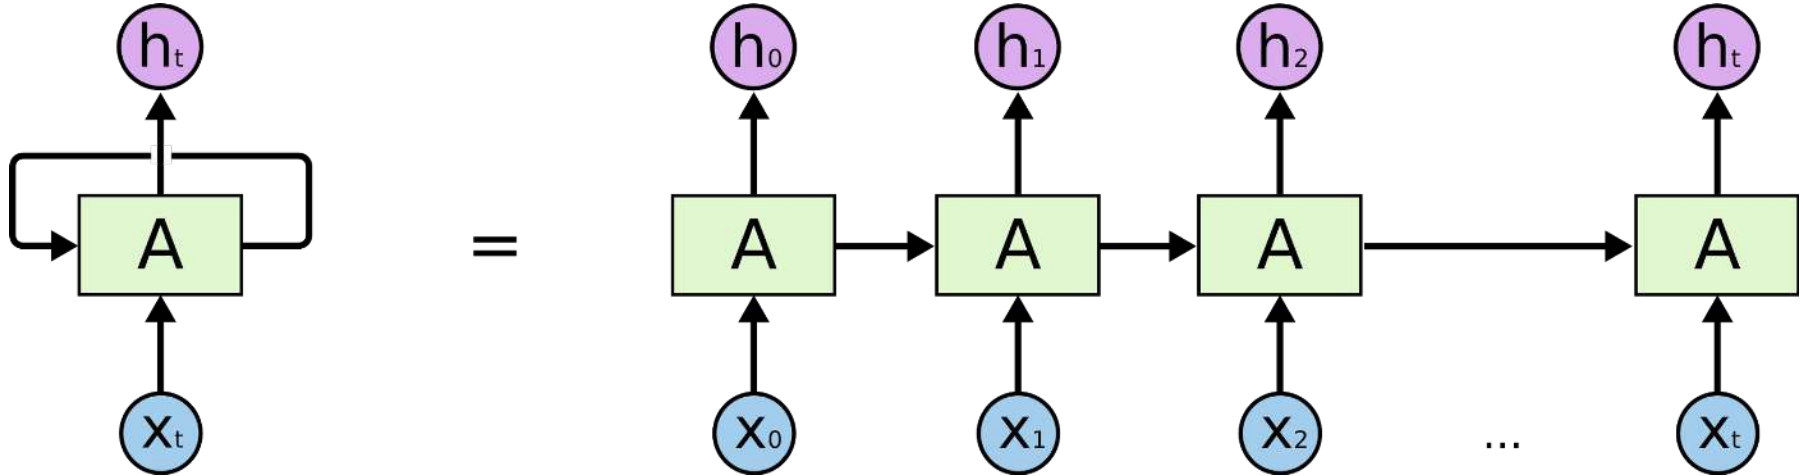 hₜ h₀ h₁ h₂ hₜ
A = A A A A
xₜ x₀ x₁ x₂ ... xₜ